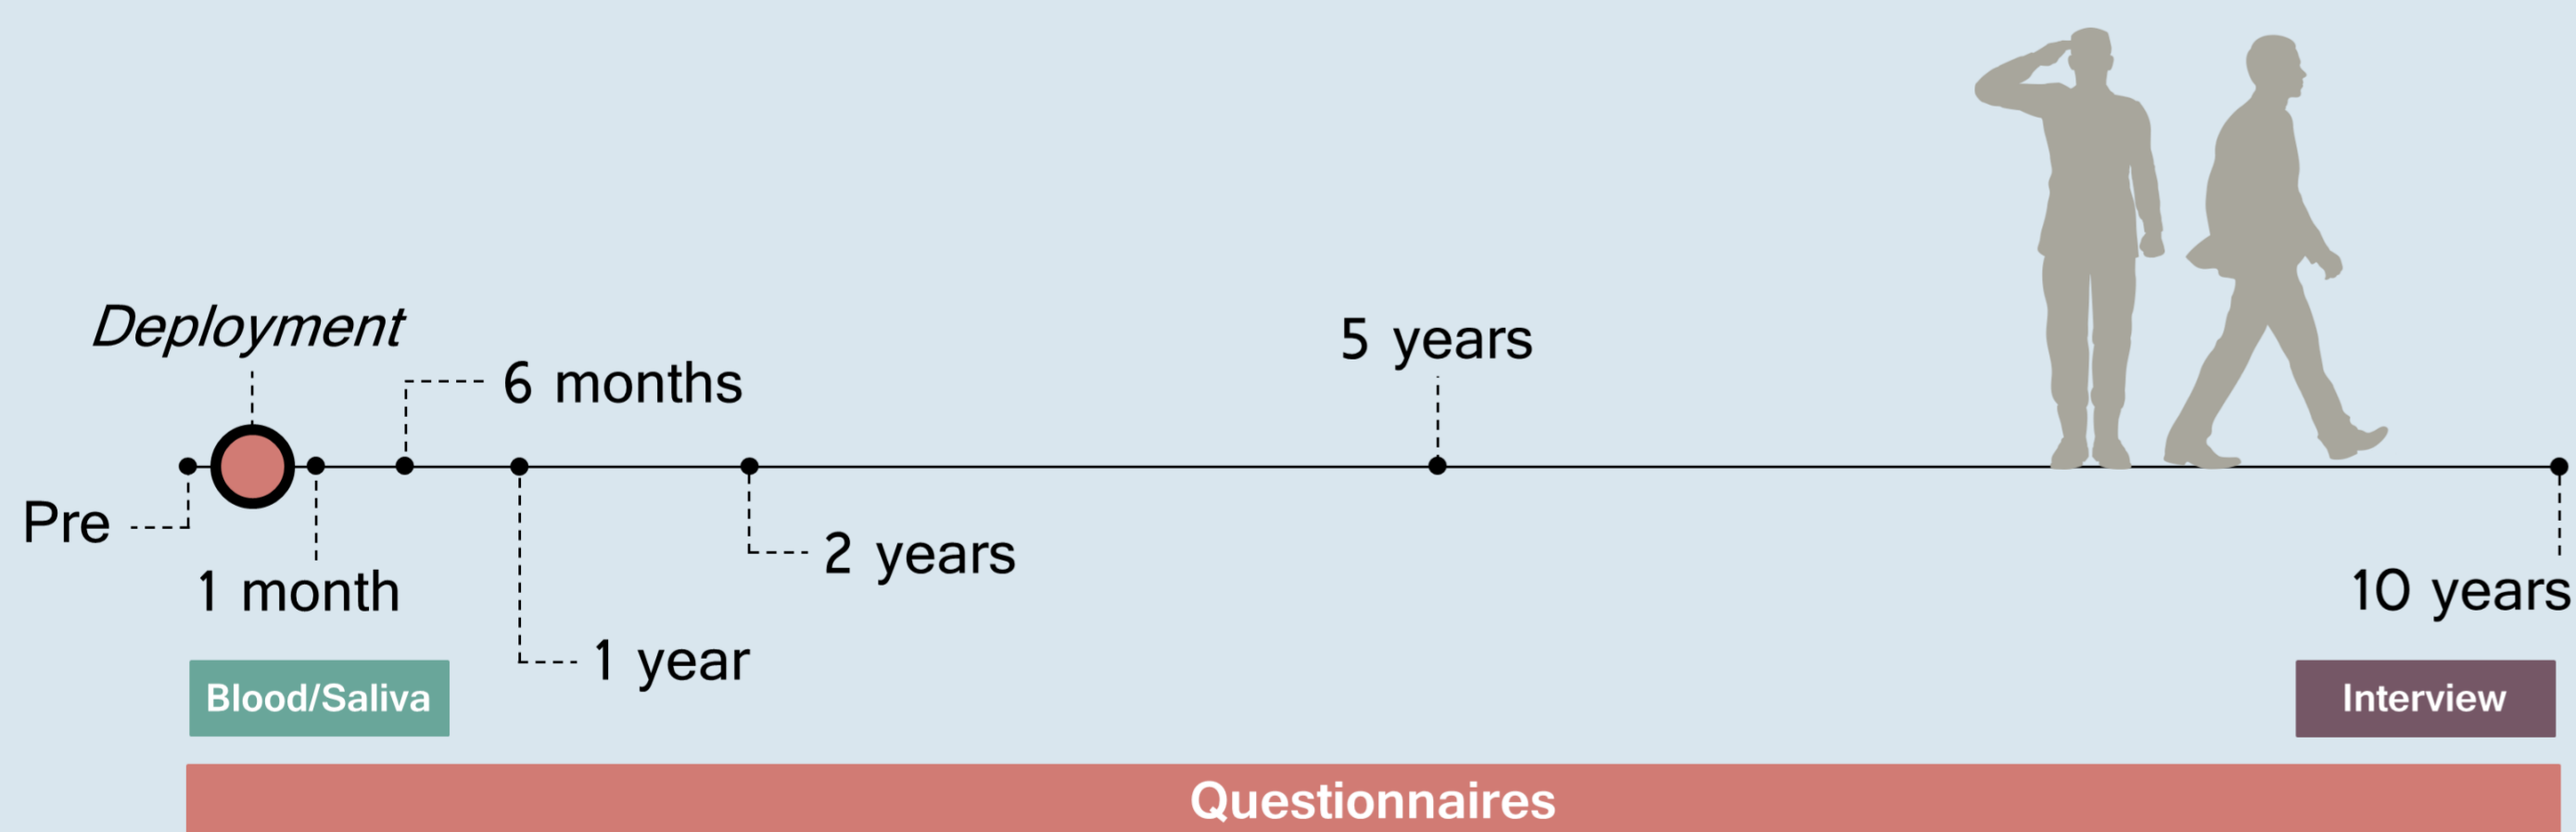 Deployment
6 months
5 years
Pre
1 month
2 years
1 year
10 years
Blood/Saliva
Interview
Questionnaires